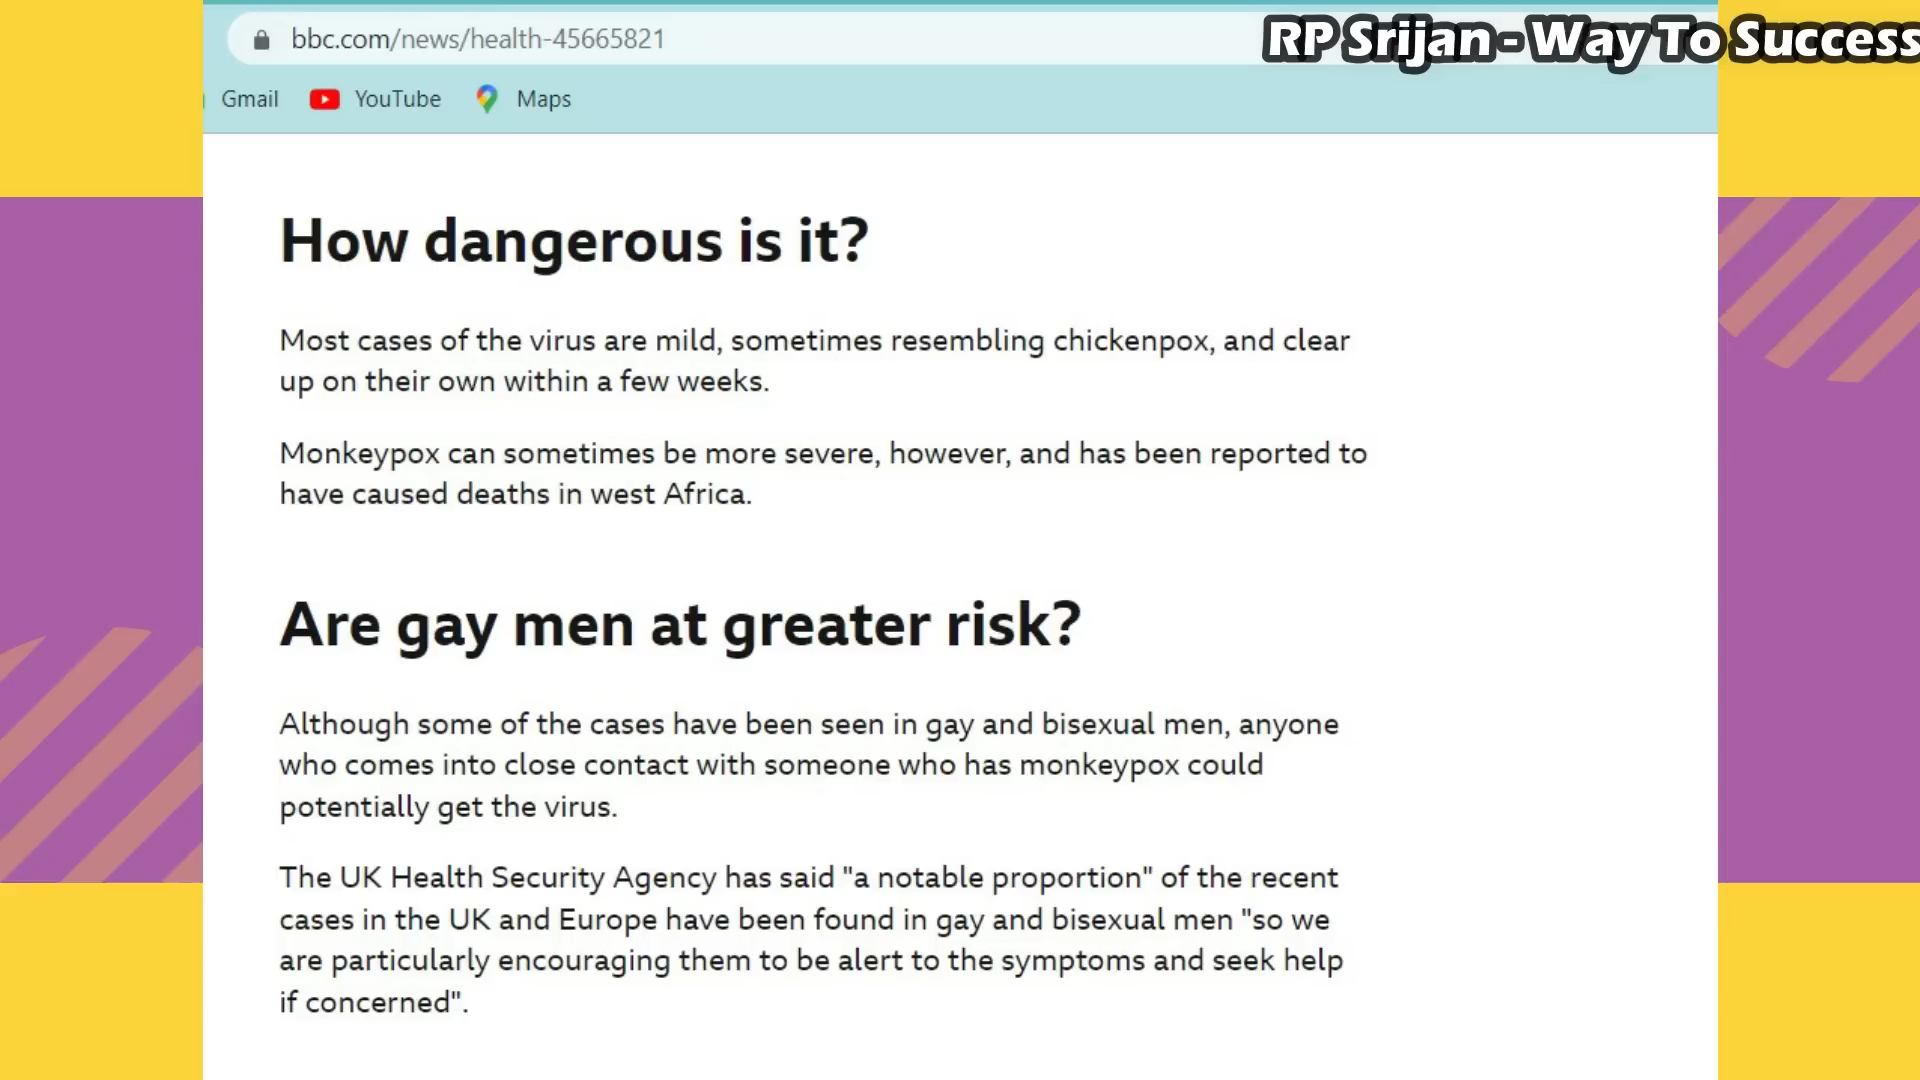 bbc.com/news/health-45665821
RP Srijan - Way To Success
Gmail YouTube Maps
How dangerous is it?
Most cases of the virus are mild, sometimes resembling chickenpox, and clear
up on their own within a few weeks.
Monkeypox can sometimes be more severe, however, and has been reported to
have caused deaths in west Africa.
Are gay men at greater risk?
Although some of the cases have been seen in gay and bisexual men, anyone
who comes into close contact with someone who has monkeypox could
potentially get the virus.
The UK Health Security Agency has said "a notable proportion" of the recent
cases in the UK and Europe have been found in gay and bisexual men "so we
are particularly encouraging them to be alert to the symptoms and seek help
if concerned".